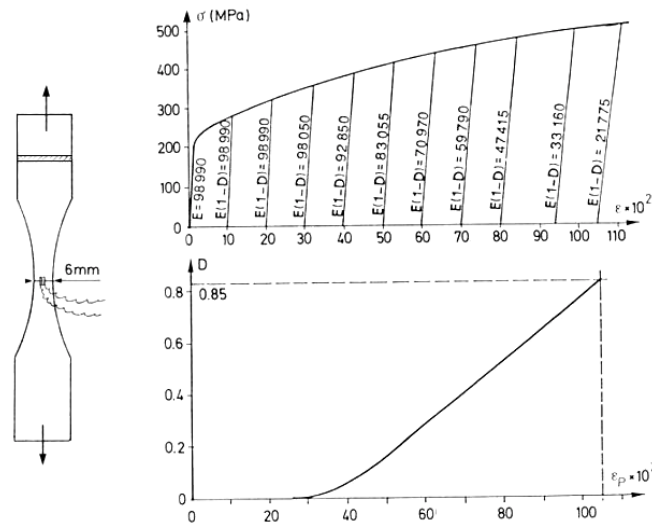 σ (MPa)
500
400
300
200
100
0
E = 98 990
E(1−D)= 98 990
E(1−D)= 98 990
E(1−D)= 98 050
E(1−D)= 92 850
E(1−D)= 83 055
E(1−D)= 70 970
E(1−D)= 59 790
E(1−D)= 47 415
E(1−D)= 33 160
E(1−D)= 21 775
ε × 10²
0 10 20 30 40 50 60 70 80 90 100 110
6mm
D
0.85
0.8
0.6
0.4
0.2
0
0 20 40 60 80 100
εₚ × 10